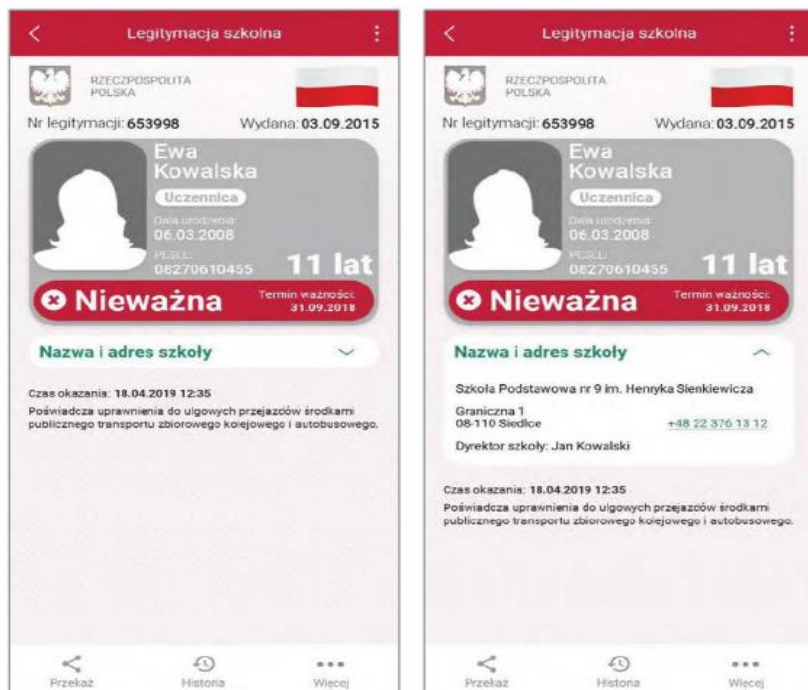 Legitymacja szkolna
RZECZPOSPOLITA
POLSKA
Nr legitymacji: 653998
Wydana: 03.09.2015
Ewa
Kowalska
Uczennica
Data urodzenia:
06.03.2008
PESEL:
08270610455
11 lat
Nieważna
Termin ważności:
31.09.2018
Nazwa i adres szkoły
Czas okazania: 18.04.2019 12:35
Poświadcza uprawnienia do ulgowych przejazdów środkami
publicznego transportu zbiorowego kolejowego i autobusowego.
Przekaż
Historia
Więcej
Legitymacja szkolna
RZECZPOSPOLITA
POLSKA
Nr legitymacji: 653998
Wydana: 03.09.2015
Ewa
Kowalska
Uczennica
Data urodzenia:
06.03.2008
PESEL:
08270610455
11 lat
Nieważna
Termin ważności:
31.09.2018
Nazwa i adres szkoły
Szkoła Podstawowa nr 9 im. Henryka Sienkiewicza
Graniczna 1
08-110 Siedlce
+48 22 376 13 12
Dyrektor szkoły: Jan Kowalski
Czas okazania: 18.04.2019 12:35
Poświadcza uprawnienia do ulgowych przejazdów środkami
publicznego transportu zbiorowego kolejowego i autobusowego.
Przekaż
Historia
Więcej